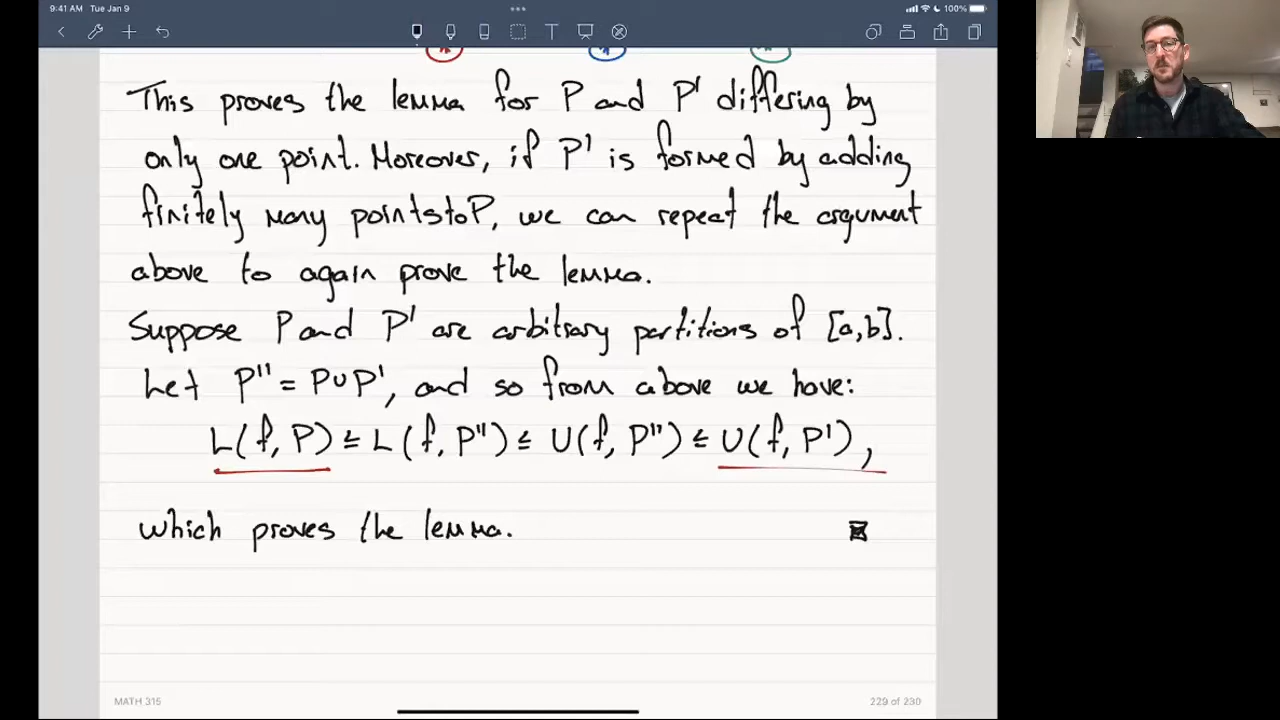 9:41 AM Tue Jan 9
100%
This proves the lemma for P and P' differing by
only one point. Moreover, if P' is formed by adding
finitely many points to P, we can repeat the argument
above to again prove the lemma.
Suppose P and P' are arbitrary partitions of [a,b].
Let P'' = P∪P', and so from above we have:
L(f, P) ≤ L(f, P'') ≤ U(f, P'') ≤ U(f, P'),
which proves the lemma.
MATH 315
229 of 230